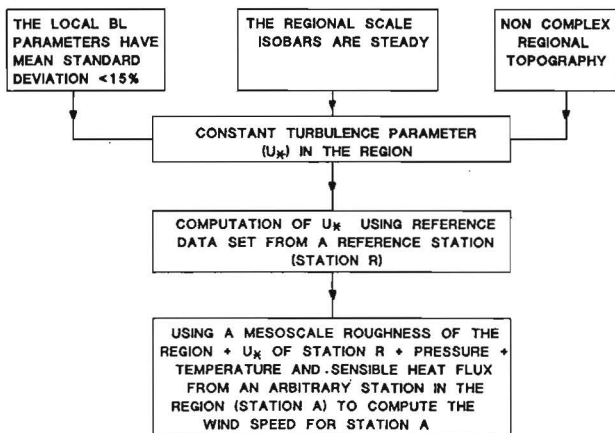 THE LOCAL BL
PARAMETERS HAVE
MEAN STANDARD
DEVIATION <15%
THE REGIONAL SCALE
ISOBARS ARE STEADY
NON COMPLEX
REGIONAL
TOPOGRAPHY
CONSTANT TURBULENCE PARAMETER
(U*) IN THE REGION
COMPUTATION OF U* USING REFERENCE
DATA SET FROM A REFERENCE STATION
(STATION R)
USING A MESOSCALE ROUGHNESS OF THE
REGION + U* OF STATION R + PRESSURE +
TEMPERATURE AND SENSIBLE HEAT FLUX
FROM AN ARBITRARY STATION IN THE
REGION (STATION A) TO COMPUTE THE
WIND SPEED FOR STATION A